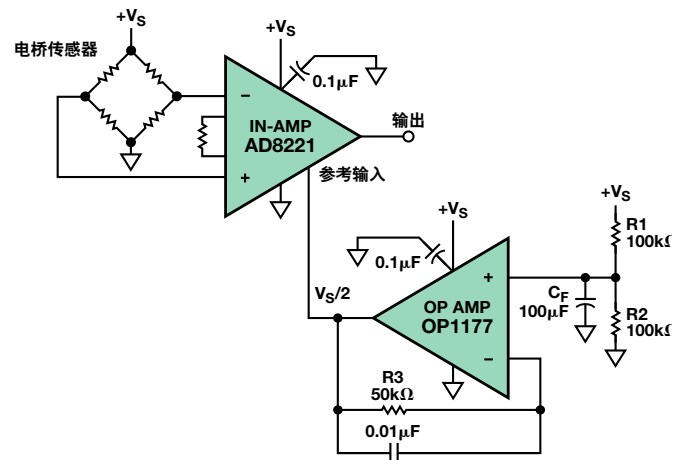 +VS
电桥传感器
+VS
0.1µF
−
IN-AMP
AD8221
+
输出
参考输入
+VS
+VS
R1
100kΩ
0.1µF
+
CF
100µF
R2
100kΩ
VS/2
OP AMP
OP1177
−
R3
50kΩ
0.01µF